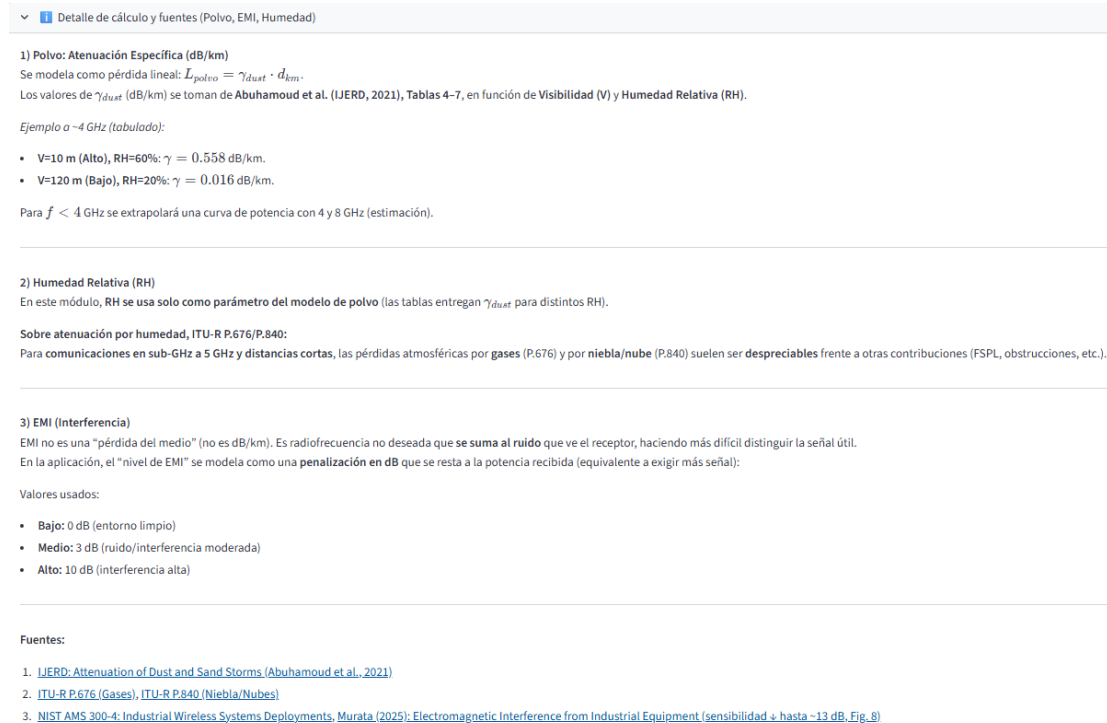 Detalle de cálculo y fuentes (Polvo, EMI, Humedad)
1) Polvo: Atenuación Específica (dB/km)
Se modela como pérdida lineal: L_{polvo} = γ_{dust} · d_{km}.
Los valores de γ_{dust} (dB/km) se toman de Abuhamoud et al. (IJERD, 2021), Tablas 4–7, en función de Visibilidad (V) y Humedad Relativa (RH).
Ejemplo a ~4 GHz (tabulado):
• V=10 m (Alto), RH=60%: γ = 0.558 dB/km.
• V=120 m (Bajo), RH=20%: γ = 0.016 dB/km.
Para f < 4 GHz se extrapolará una curva de potencia con 4 y 8 GHz (estimación).
2) Humedad Relativa (RH)
En este módulo, RH se usa solo como parámetro del modelo de polvo (las tablas entregan γ_{dust} para distintos RH).
Sobre atenuación por humedad, ITU-R P.676/P.840:
Para comunicaciones en sub-GHz a 5 GHz y distancias cortas, las pérdidas atmosféricas por gases (P.676) y por niebla/nube (P.840) suelen ser despreciables frente a otras contribuciones (FSPL, obstrucciones, etc.).
3) EMI (Interferencia)
EMI no es una “pérdida del medio” (no es dB/km). Es radiofrecuencia no deseada que se suma al ruido que ve el receptor, haciendo más difícil distinguir la señal útil.
En la aplicación, el “nivel de EMI” se modela como una penalización en dB que se resta a la potencia recibida (equivalente a exigir más señal):
Valores usados:
• Bajo: 0 dB (entorno limpio)
• Medio: 3 dB (ruido/interferencia moderada)
• Alto: 10 dB (interferencia alta)
Fuentes:
1. IJERD: Attenuation of Dust and Sand Storms (Abuhamoud et al., 2021)
2. ITU-R P.676 (Gases), ITU-R P.840 (Niebla/Nubes)
3. NIST AMS 300-4: Industrial Wireless Systems Deployments, Murata (2025): Electromagnetic Interference from Industrial Equipment (sensibilidad ↓ hasta ~13 dB, Fig. 8)